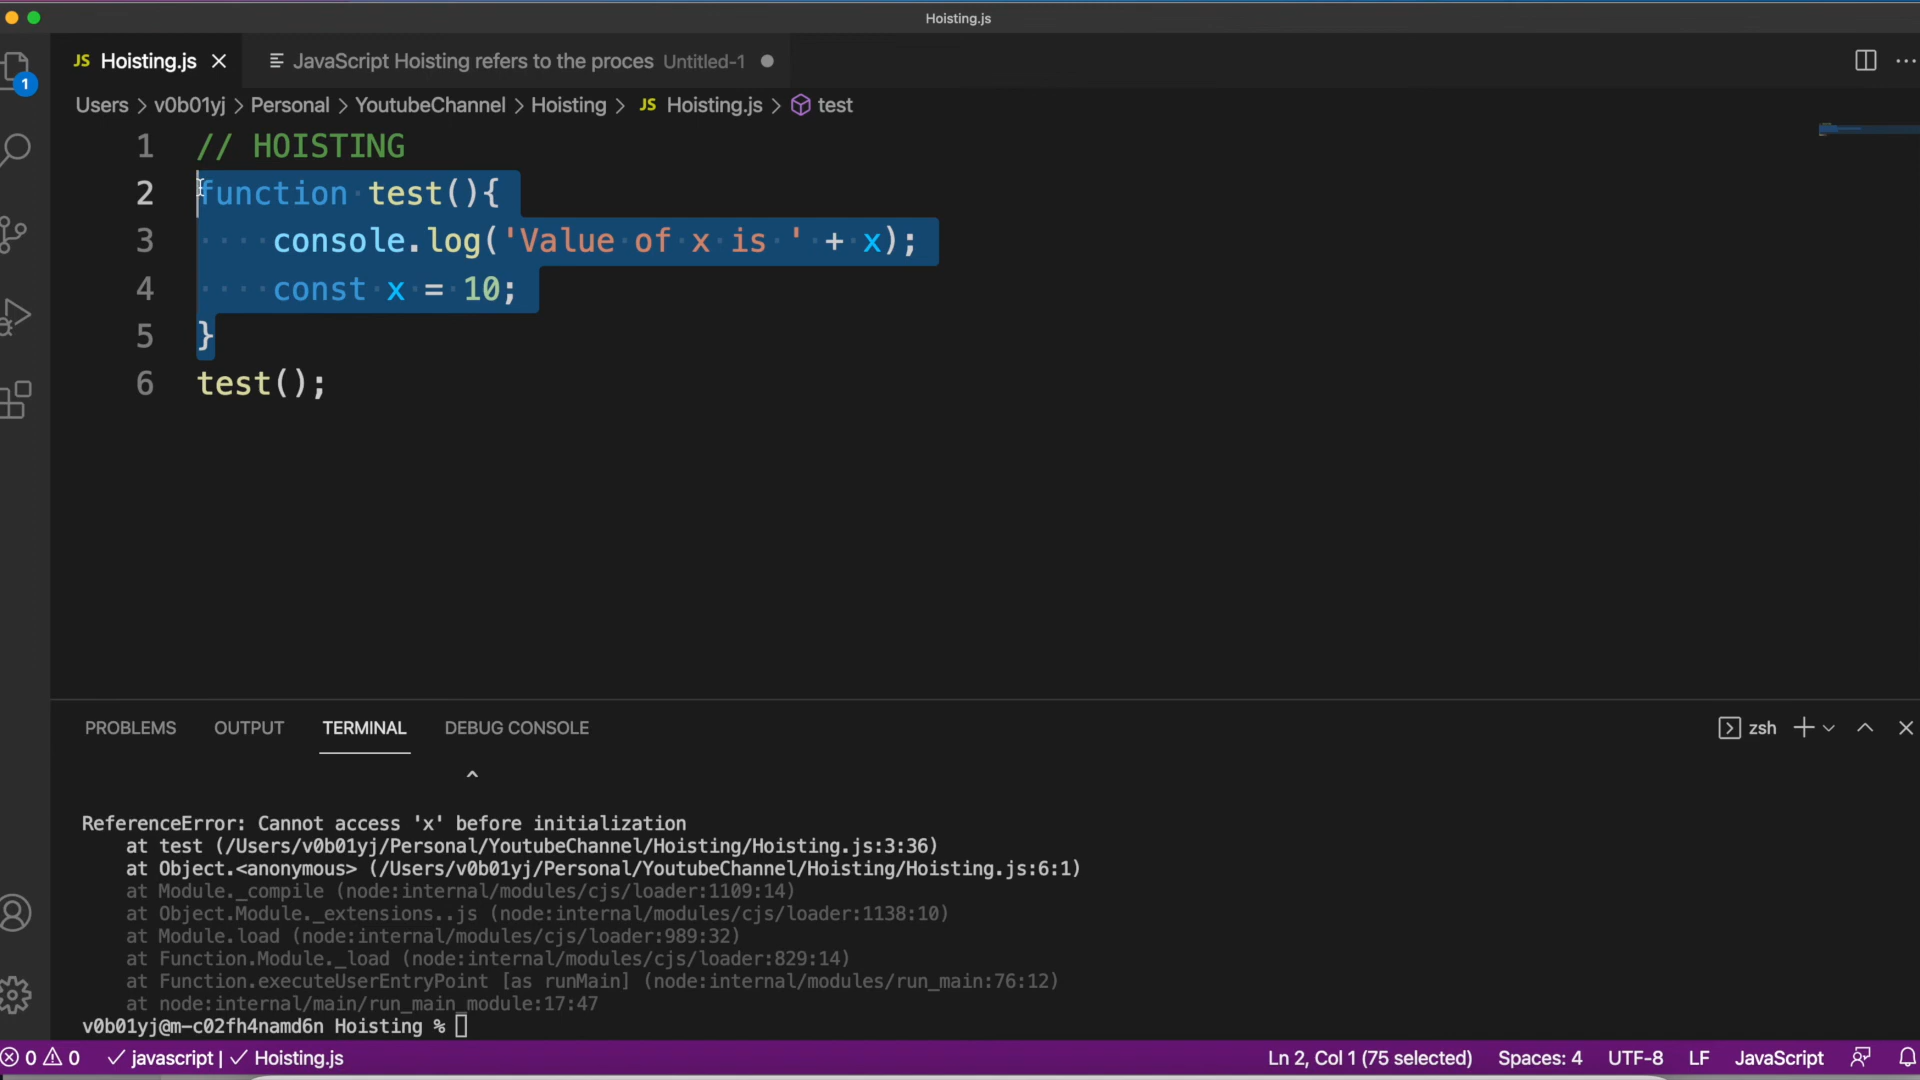 Hoisting.js
JS Hoisting.js
JavaScript Hoisting refers to the proces Untitled-1
1
Users > v0b01yj > Personal > YoutubeChannel > Hoisting > JS Hoisting.js > test
1 // HOISTING
2 function test(){
3 console.log('Value of x is ' + x);
4 const x = 10;
5 }
6 test();
PROBLEMS OUTPUT TERMINAL DEBUG CONSOLE
zsh
^
ReferenceError: Cannot access 'x' before initialization
at test (/Users/v0b01yj/Personal/YoutubeChannel/Hoisting/Hoisting.js:3:36)
at Object.<anonymous> (/Users/v0b01yj/Personal/YoutubeChannel/Hoisting/Hoisting.js:6:1)
at Module._compile (node:internal/modules/cjs/loader:1109:14)
at Object.Module._extensions..js (node:internal/modules/cjs/loader:1138:10)
at Module.load (node:internal/modules/cjs/loader:989:32)
at Function.Module._load (node:internal/modules/cjs/loader:829:14)
at Function.executeUserEntryPoint [as runMain] (node:internal/modules/run_main:76:12)
at node:internal/main/run_main_module:17:47
v0b01yj@m-c02fh4namd6n Hoisting %
0 0 javascript | Hoisting.js Ln 2, Col 1 (75 selected) Spaces: 4 UTF-8 LF JavaScript